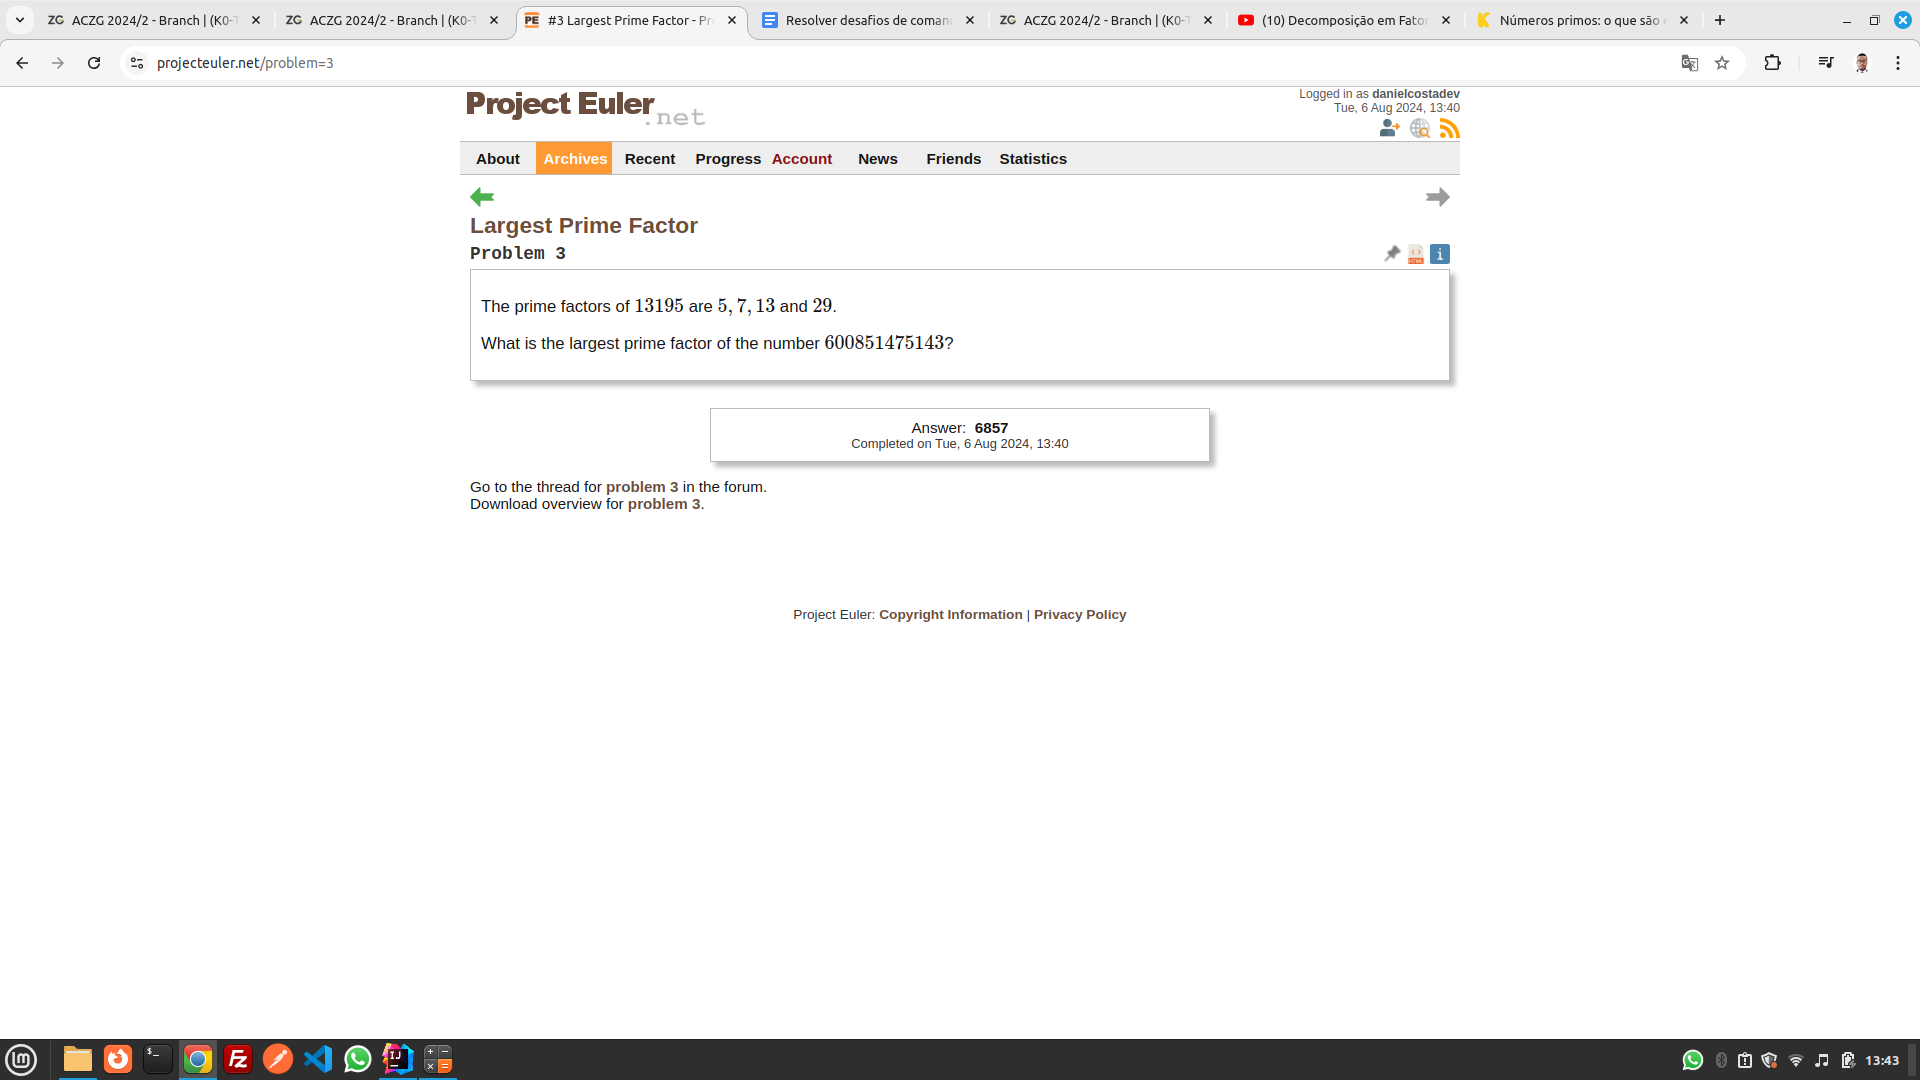 ZG ACZG 2024/2 - Branch | (K0-T
ZG ACZG 2024/2 - Branch | (K0-T
PE #3 Largest Prime Factor - Pr
Resolver desafios de coman
ZG ACZG 2024/2 - Branch | (K0-T
(10) Decomposição em Fator
Números primos: o que são e
projecteuler.net/problem=3
Project Euler
.net
Logged in as danielcostadev
Tue, 6 Aug 2024, 13:40
About Archives Recent Progress Account News Friends Statistics
Largest Prime Factor
Problem 3
The prime factors of 13195 are 5, 7, 13 and 29.
What is the largest prime factor of the number 600851475143?
Answer: 6857
Completed on Tue, 6 Aug 2024, 13:40
Go to the thread for problem 3 in the forum.
Download overview for problem 3.
Project Euler: Copyright Information | Privacy Policy
13:43